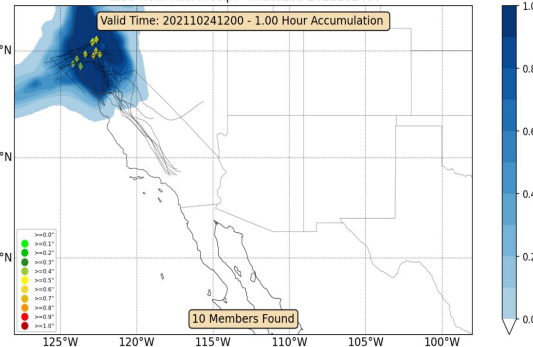 Valid Time: 202110241200 - 1.00 Hour Accumulation
1.0
0.8
0.6
0.4
0.2
0.0
°N
°N
°N
>=0.0"
>=0.1"
>=0.2"
>=0.3"
>=0.4"
>=0.5"
>=0.6"
>=0.7"
>=0.8"
>=0.9"
>=1.0"
10 Members Found
125°W 120°W 115°W 110°W 105°W 100°W